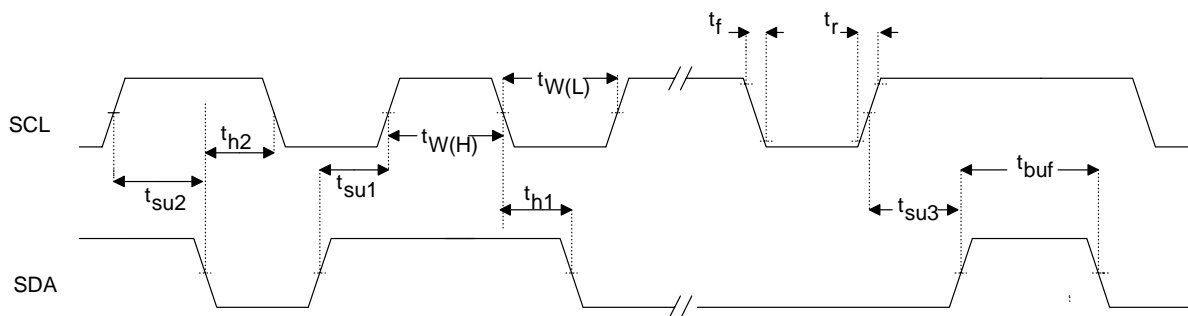 t_f
t_r
t_W(L)
SCL
t_h2
t_W(H)
t_su1
t_buf
t_su2
t_h1
t_su3
SDA